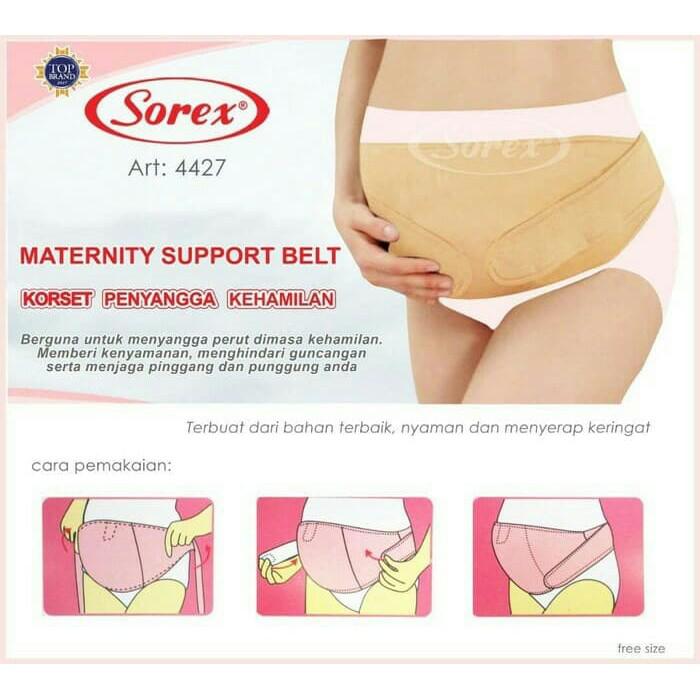 TOP
BRAND
Sorex®
Art: 4427
Sorex
MATERNITY SUPPORT BELT
KORSET PENYANGGA KEHAMILAN
Berguna untuk menyangga perut dimasa kehamilan.
Memberi kenyamanan, menghindari guncangan
serta menjaga pinggang dan punggung anda
Terbuat dari bahan terbaik, nyaman dan menyerap keringat
cara pemakaian:
free size